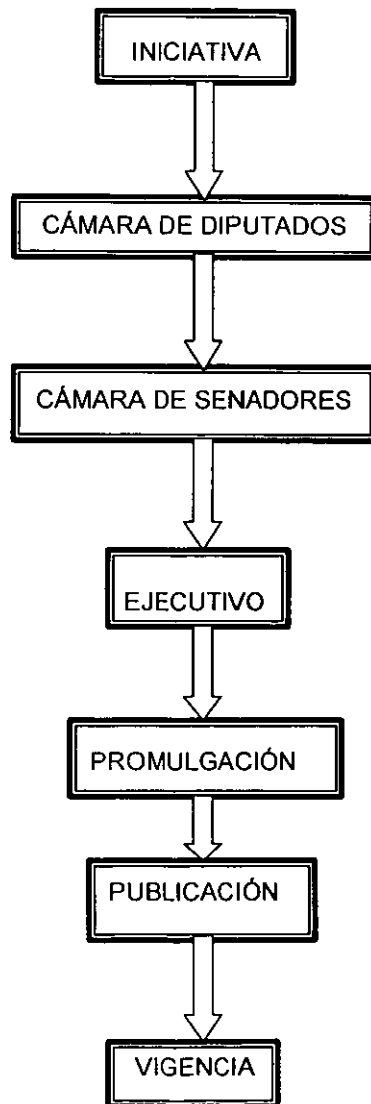 INICIATIVA
CÁMARA DE DIPUTADOS
CÁMARA DE SENADORES
EJECUTIVO
PROMULGACIÓN
PUBLICACIÓN
VIGENCIA